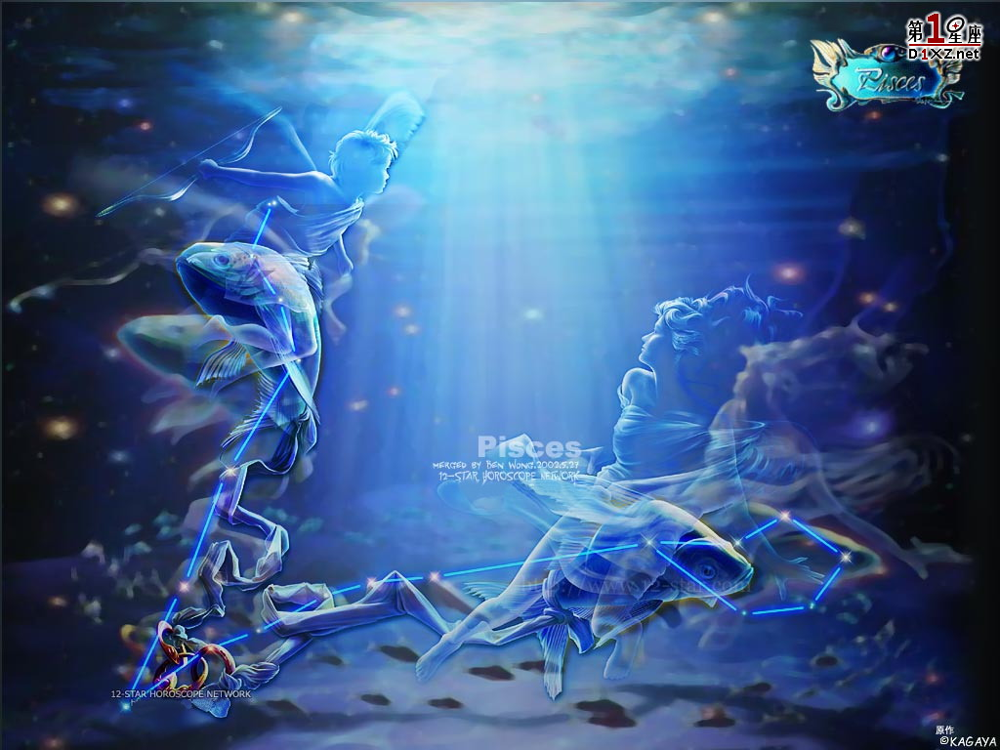 第1星座
D1XZ.net
Pisces
Pisces
MERGED BY BEN WONG.2002.5.27
12-STAR HOROSCOPE NETWORK
12-STAR HOROSCOPE NETWORK
原作
©KAGAYA